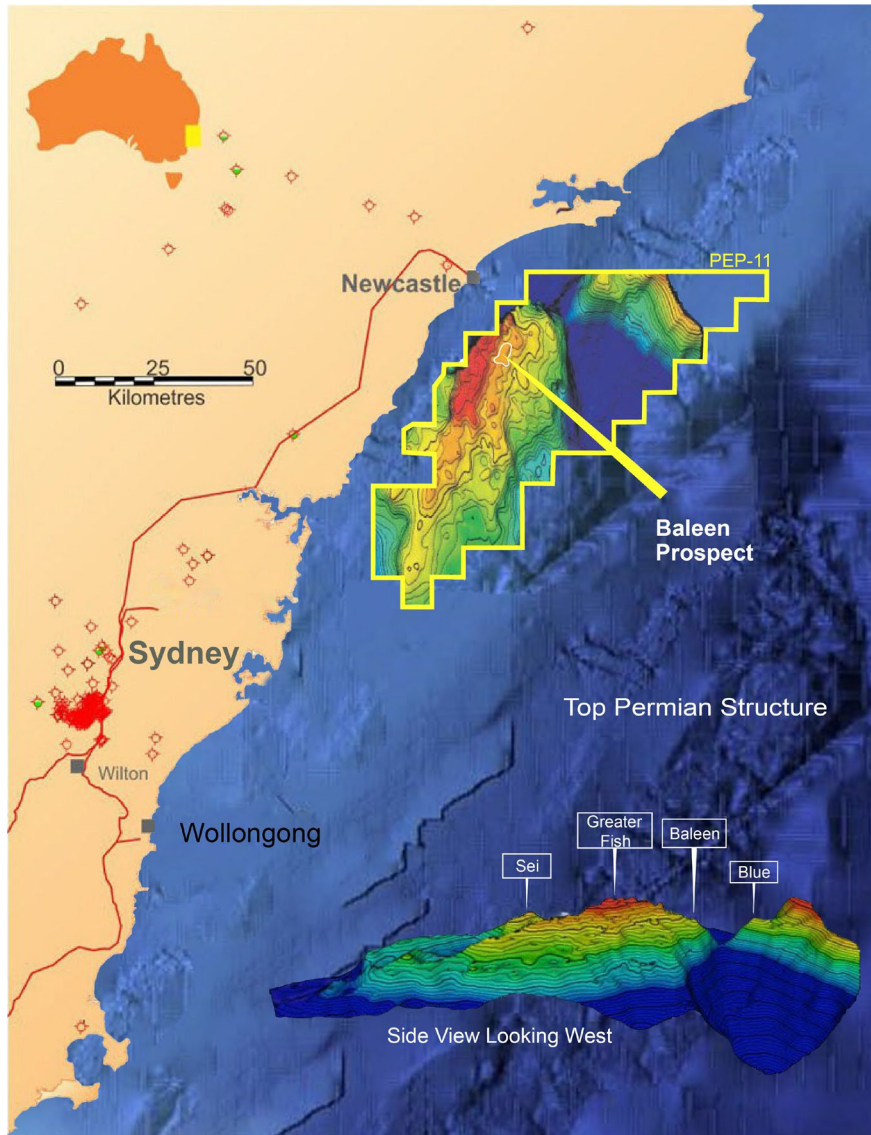 PEP-11
Newcastle
0 25 50
Kilometres
Baleen
Prospect
Sydney
Top Permian Structure
Wilton
Wollongong
Greater
Fish
Baleen
Sei
Blue
Side View Looking West